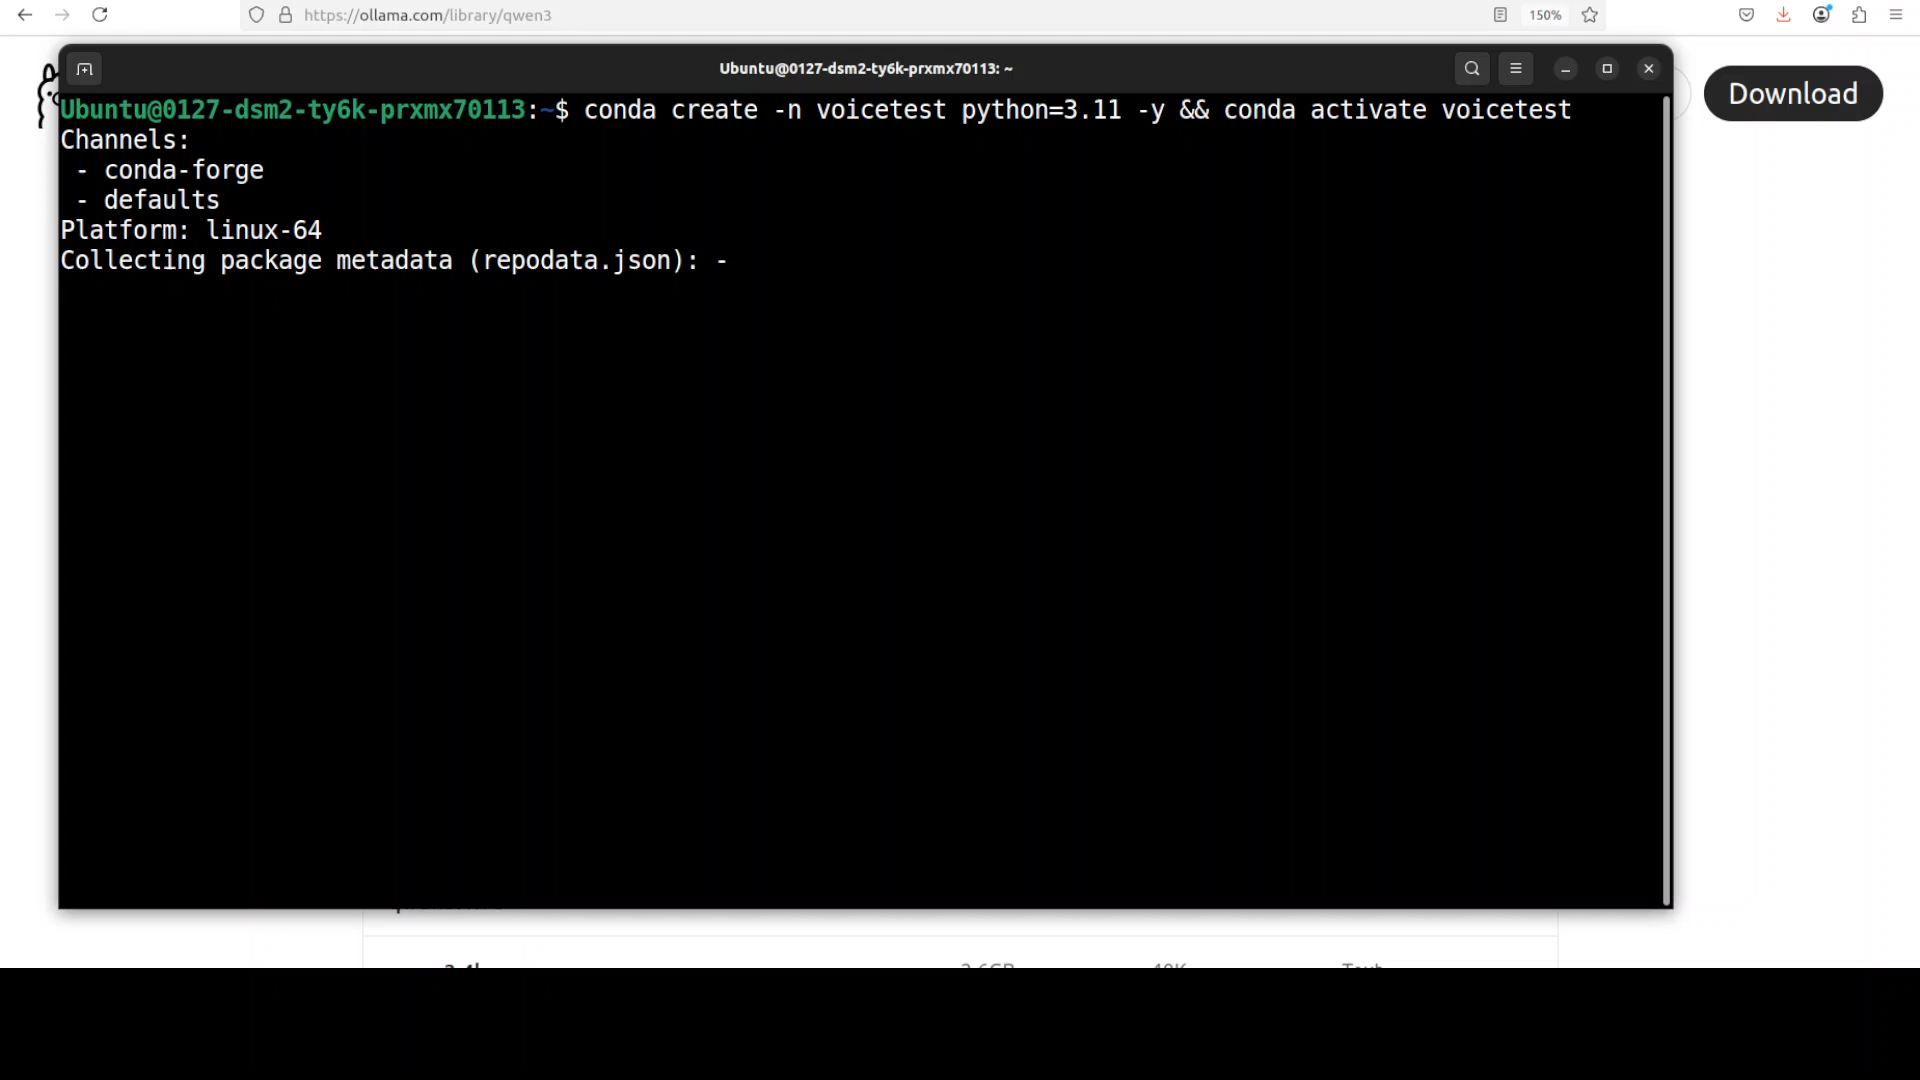 https://ollama.com/library/qwen3
150%
Ubuntu@0127-dsm2-ty6k-prxmx70113: ~
Download
Ubuntu@0127-dsm2-ty6k-prxmx70113:~$ conda create -n voicetest python=3.11 -y && conda activate voicetest
Channels:
 - conda-forge
 - defaults
Platform: linux-64
Collecting package metadata (repodata.json): -